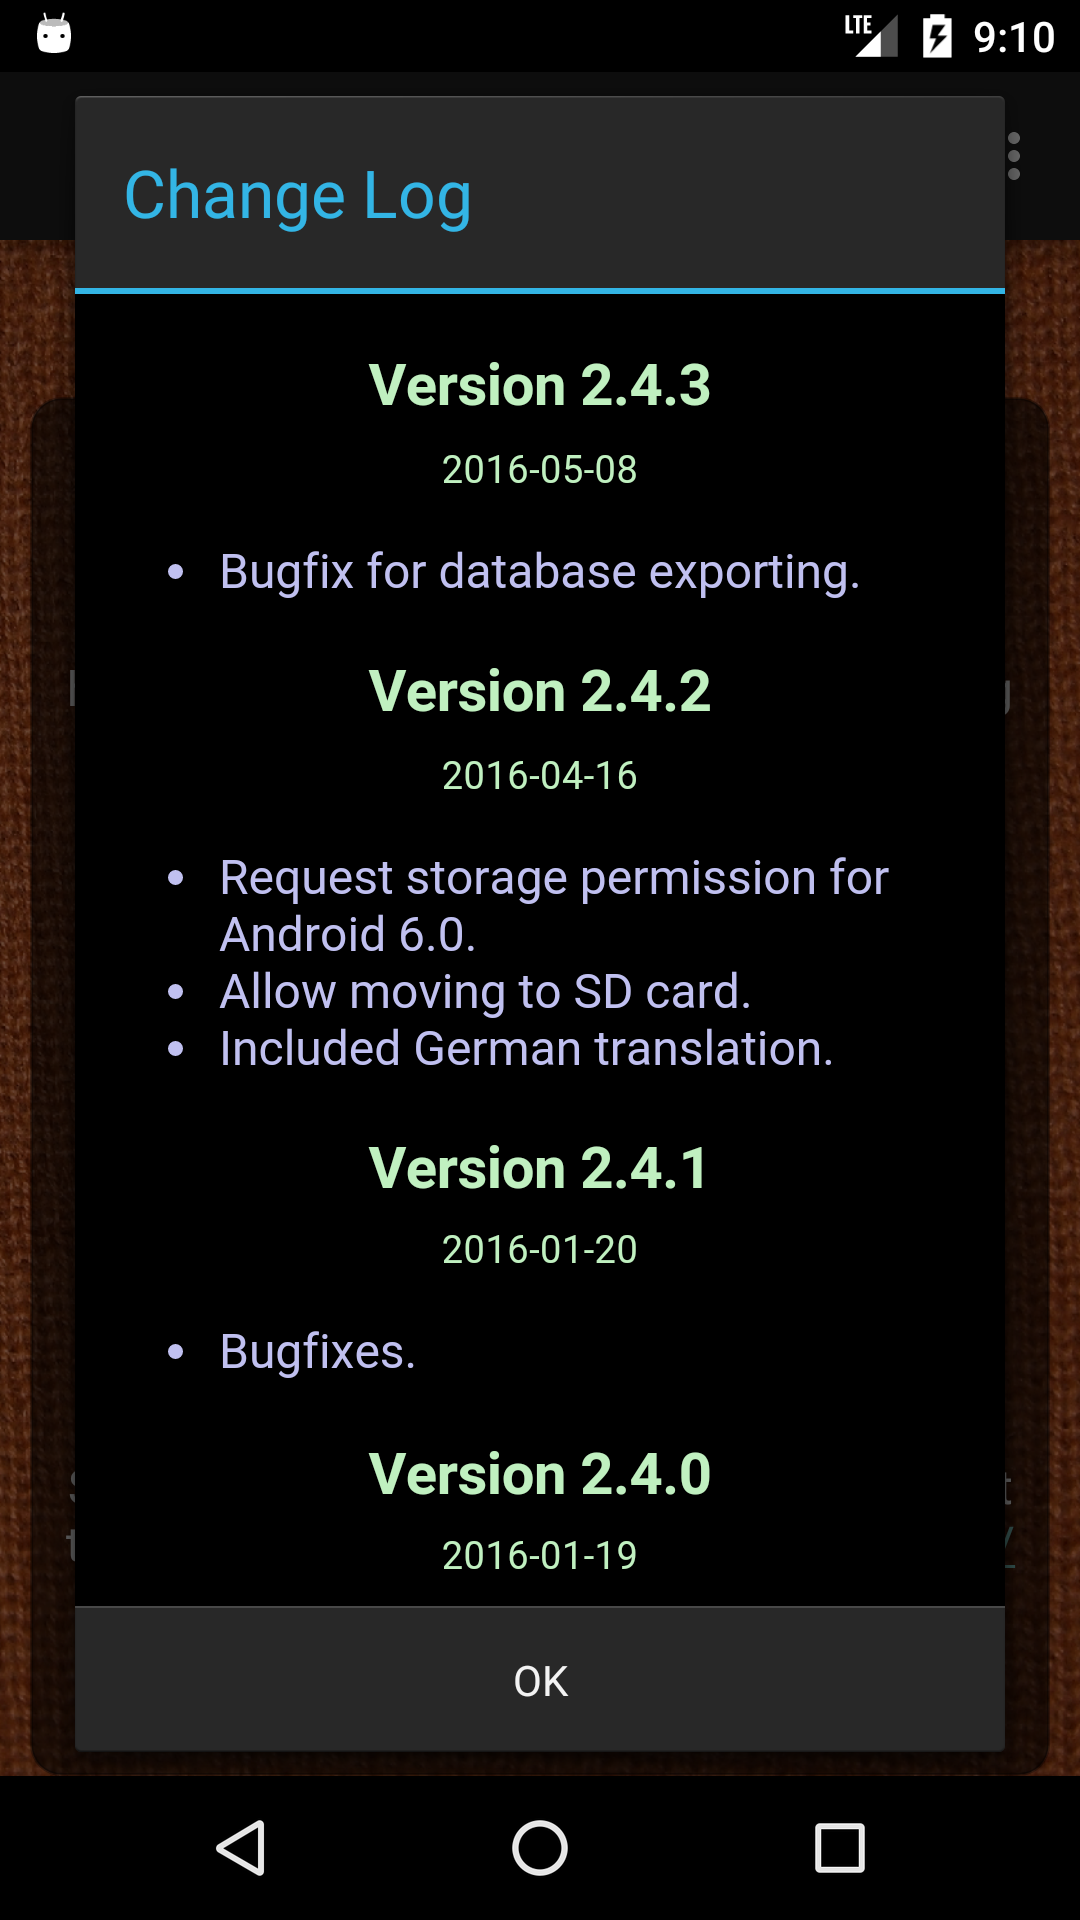 LTE
9:10
Change Log
Version 2.4.3
2016-05-08
• Bugfix for database exporting.
Version 2.4.2
2016-04-16
• Request storage permission for
Android 6.0.
• Allow moving to SD card.
• Included German translation.
Version 2.4.1
2016-01-20
• Bugfixes.
Version 2.4.0
2016-01-19
OK